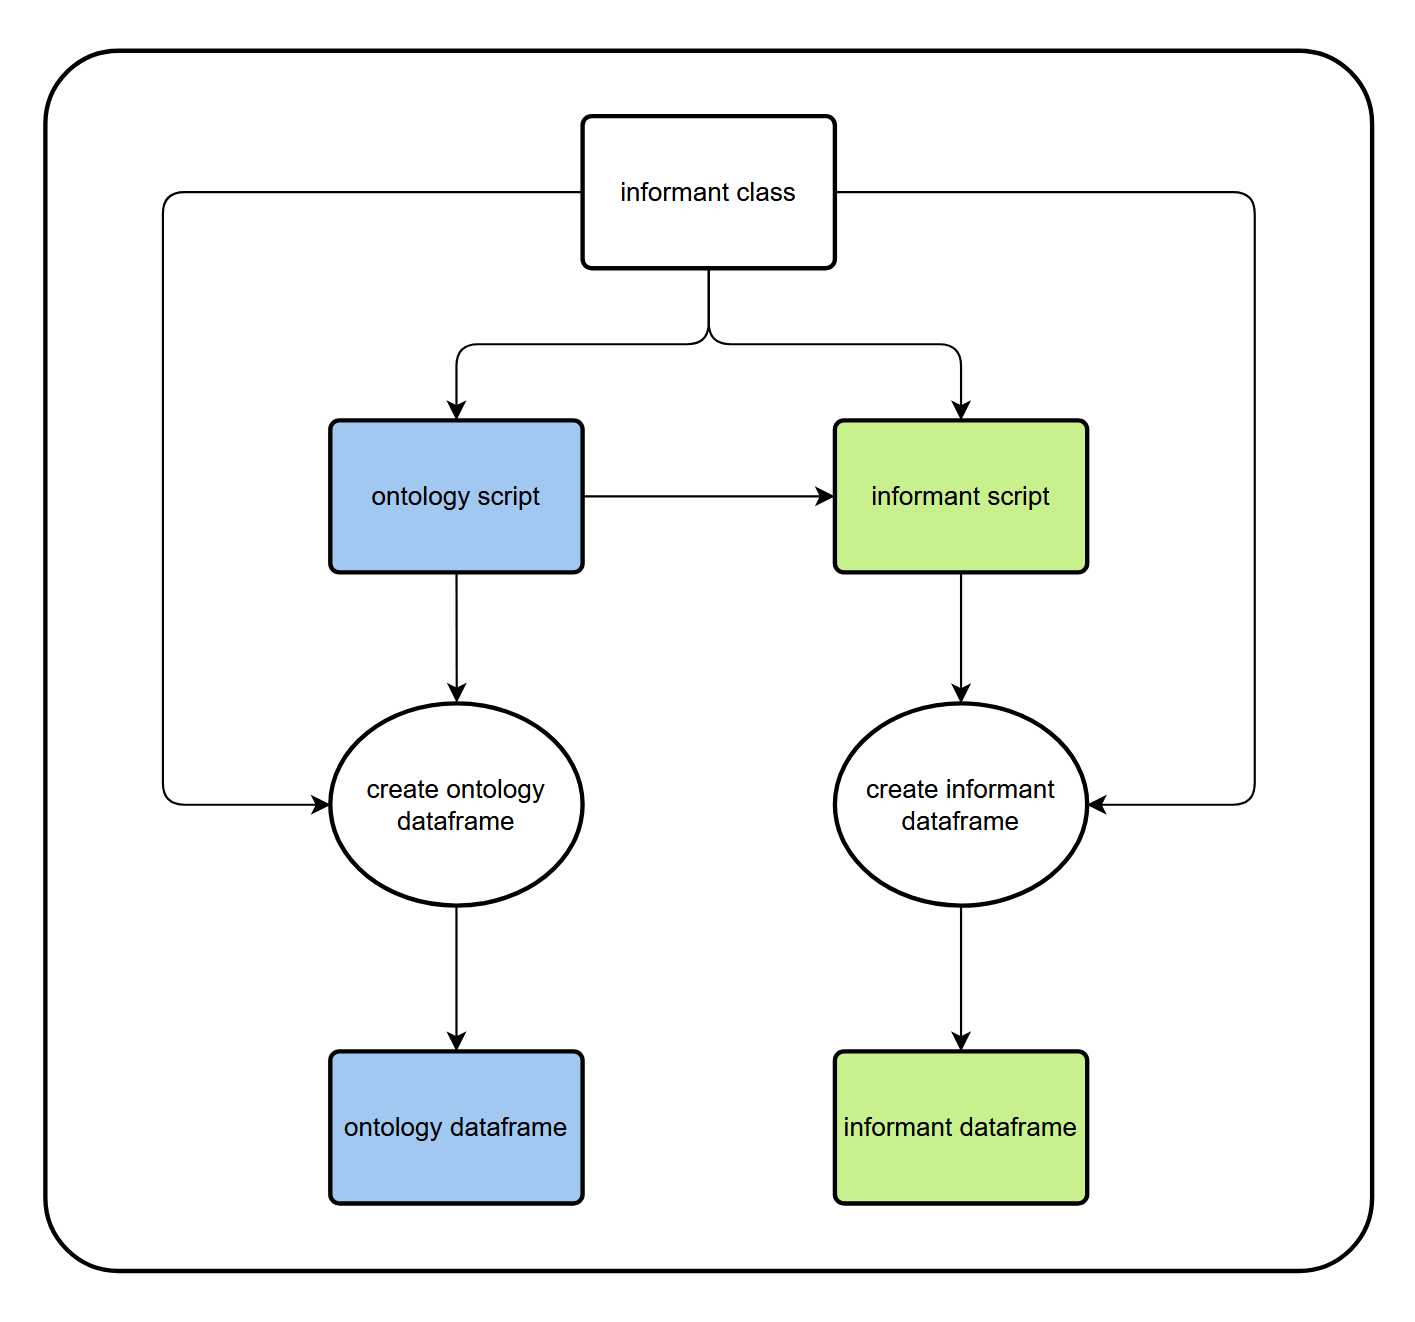 informant class
ontology script
informant script
create ontology
dataframe
create informant
dataframe
ontology dataframe
informant dataframe